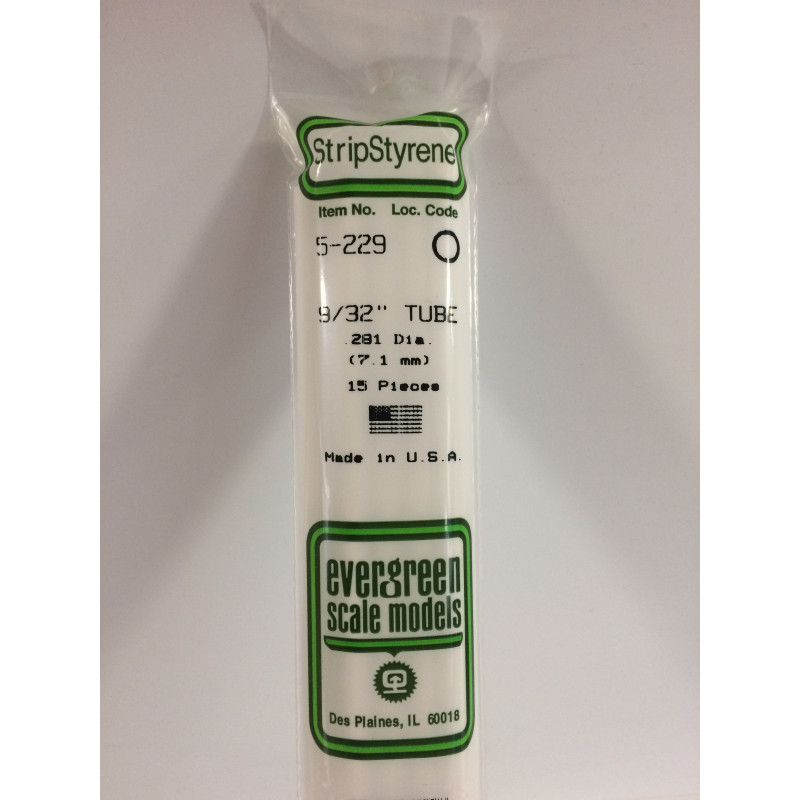 StripStyrene
Item No. Loc. Code
5-229 O
9/32" TUBE
.281 Dia.
(7.1 mm)
15 Pieces
Made in U.S.A.
evergreen
scale models
Des Plaines, IL 60018